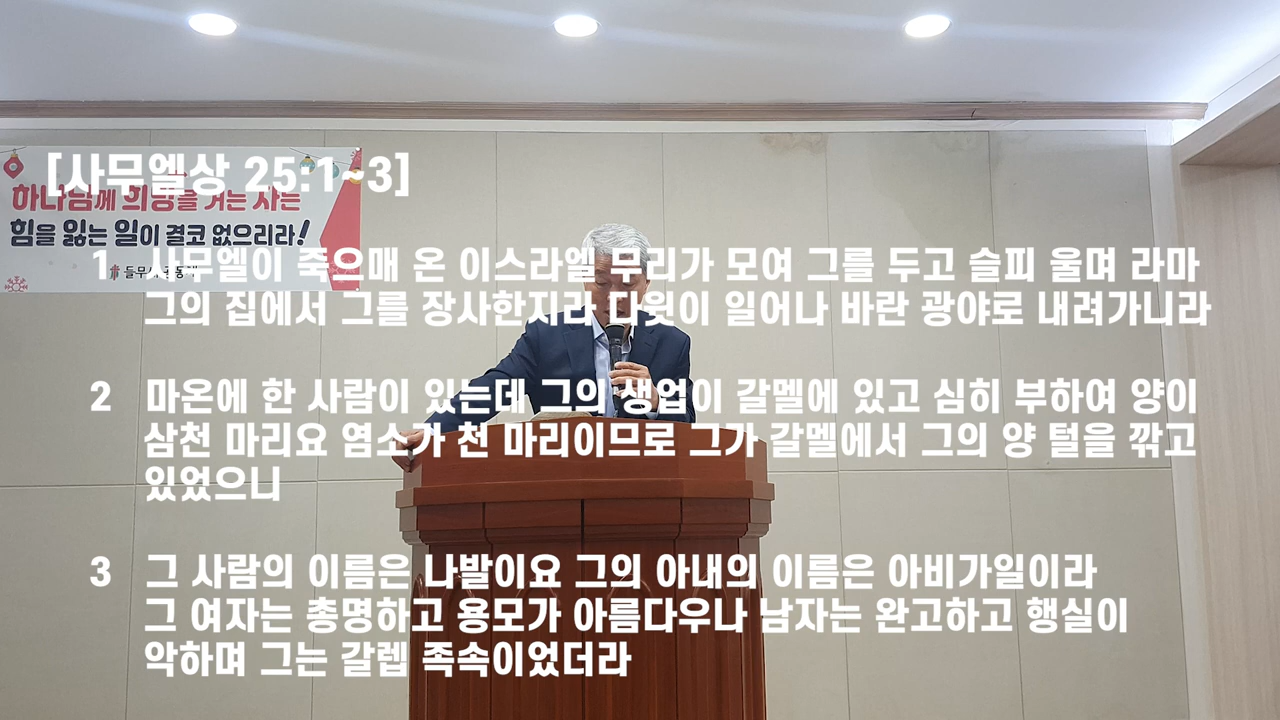 [사무엘상 25:1~3]
하나님께 희망을 거는 자는
힘을 잃는 일이 결코 없으리라!
1 사무엘이 죽으매 온 이스라엘 무리가 모여 그를 두고 슬피 울며 라마
그의 집에서 그를 장사한지라 다윗이 일어나 바란 광야로 내려가니라
2 마온에 한 사람이 있는데 그의 생업이 갈멜에 있고 심히 부하여 양이
삼천 마리요 염소가 천 마리이므로 그가 갈멜에서 그의 양 털을 깎고
있었으니
3 그 사람의 이름은 나발이요 그의 아내의 이름은 아비가일이라
그 여자는 총명하고 용모가 아름다우나 남자는 완고하고 행실이
악하며 그는 갈렙 족속이었더라